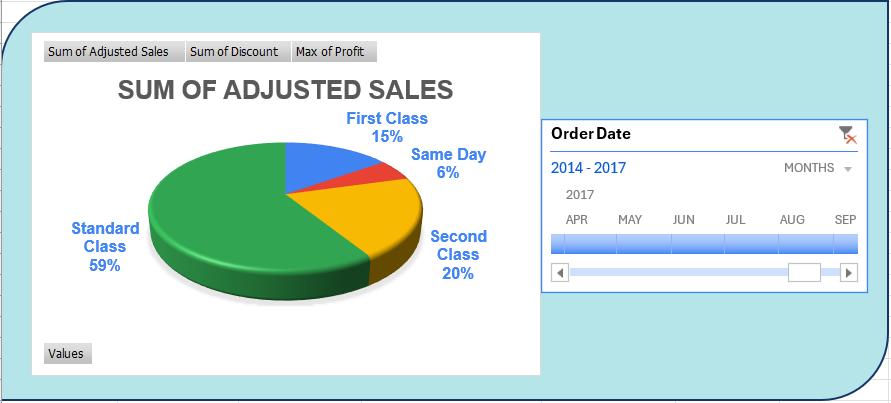 Sum of Adjusted Sales Sum of Discount Max of Profit
SUM OF ADJUSTED SALES
First Class
15%
Same Day
6%
Standard
Class
59%
Second
Class
20%
Values
Order Date
2014 - 2017 MONTHS
2017
APR MAY JUN JUL AUG SEP